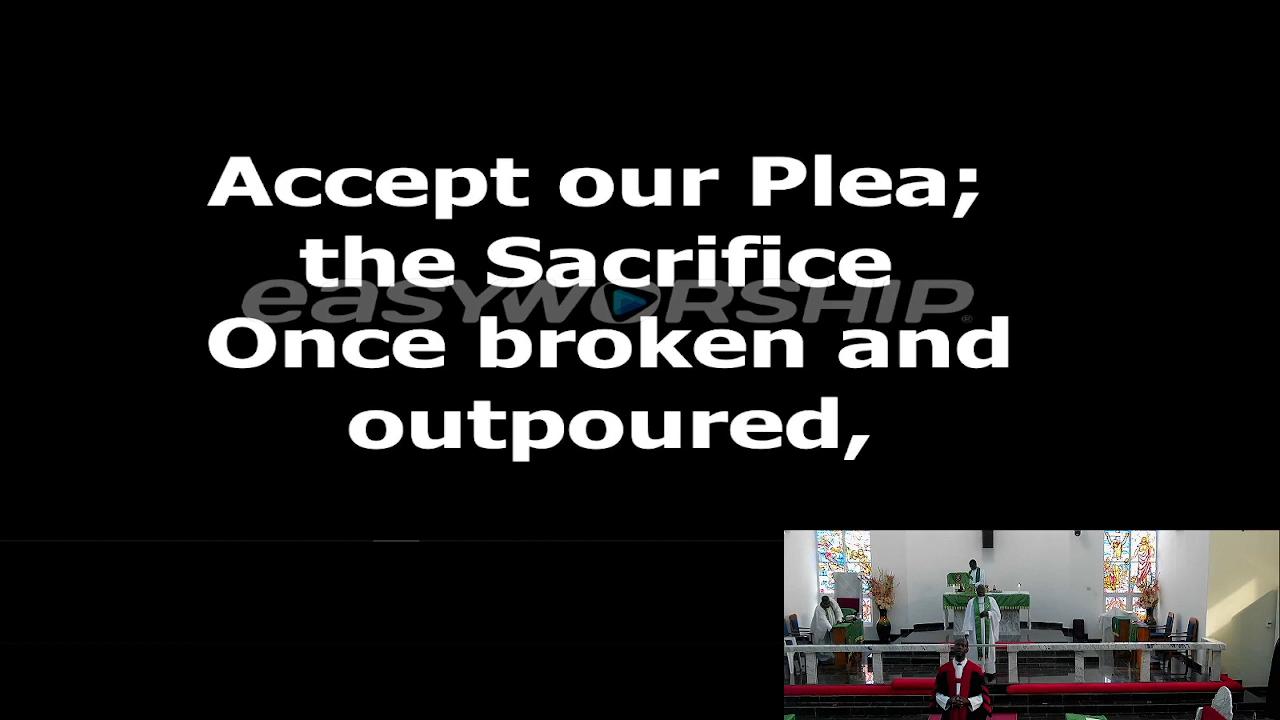 Accept our Plea;
the Sacrifice
easyworship®
Once broken and
outpoured,